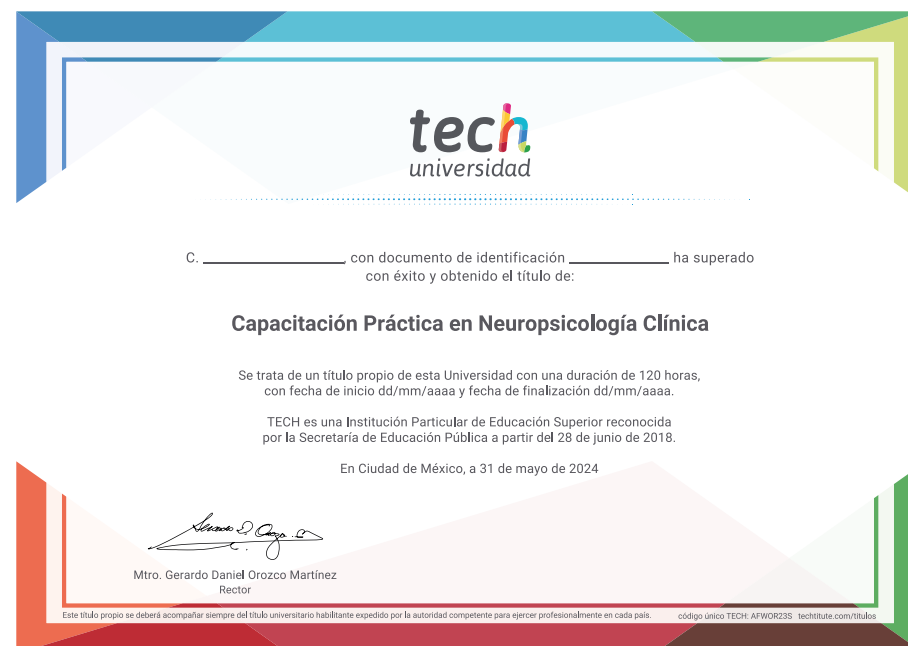 tech
universidad
C. ____________, con documento de identificación ____________ ha superado
con éxito y obtenido el título de:
Capacitación Práctica en Neuropsicología Clínica
Se trata de un título propio de esta Universidad con una duración de 120 horas,
con fecha de inicio dd/mm/aaaa y fecha de finalización dd/mm/aaaa.
TECH es una Institución Particular de Educación Superior reconocida
por la Secretaría de Educación Pública a partir del 28 de junio de 2018.
En Ciudad de México, a 31 de mayo de 2024
Mtro. Gerardo Daniel Orozco Martínez
Rector
Este título propio se deberá acompañar siempre del título universitario habilitante expedido por la autoridad competente para ejercer profesionalmente en cada país. código único TECH: AFWOR23S techtitute.com/titulos